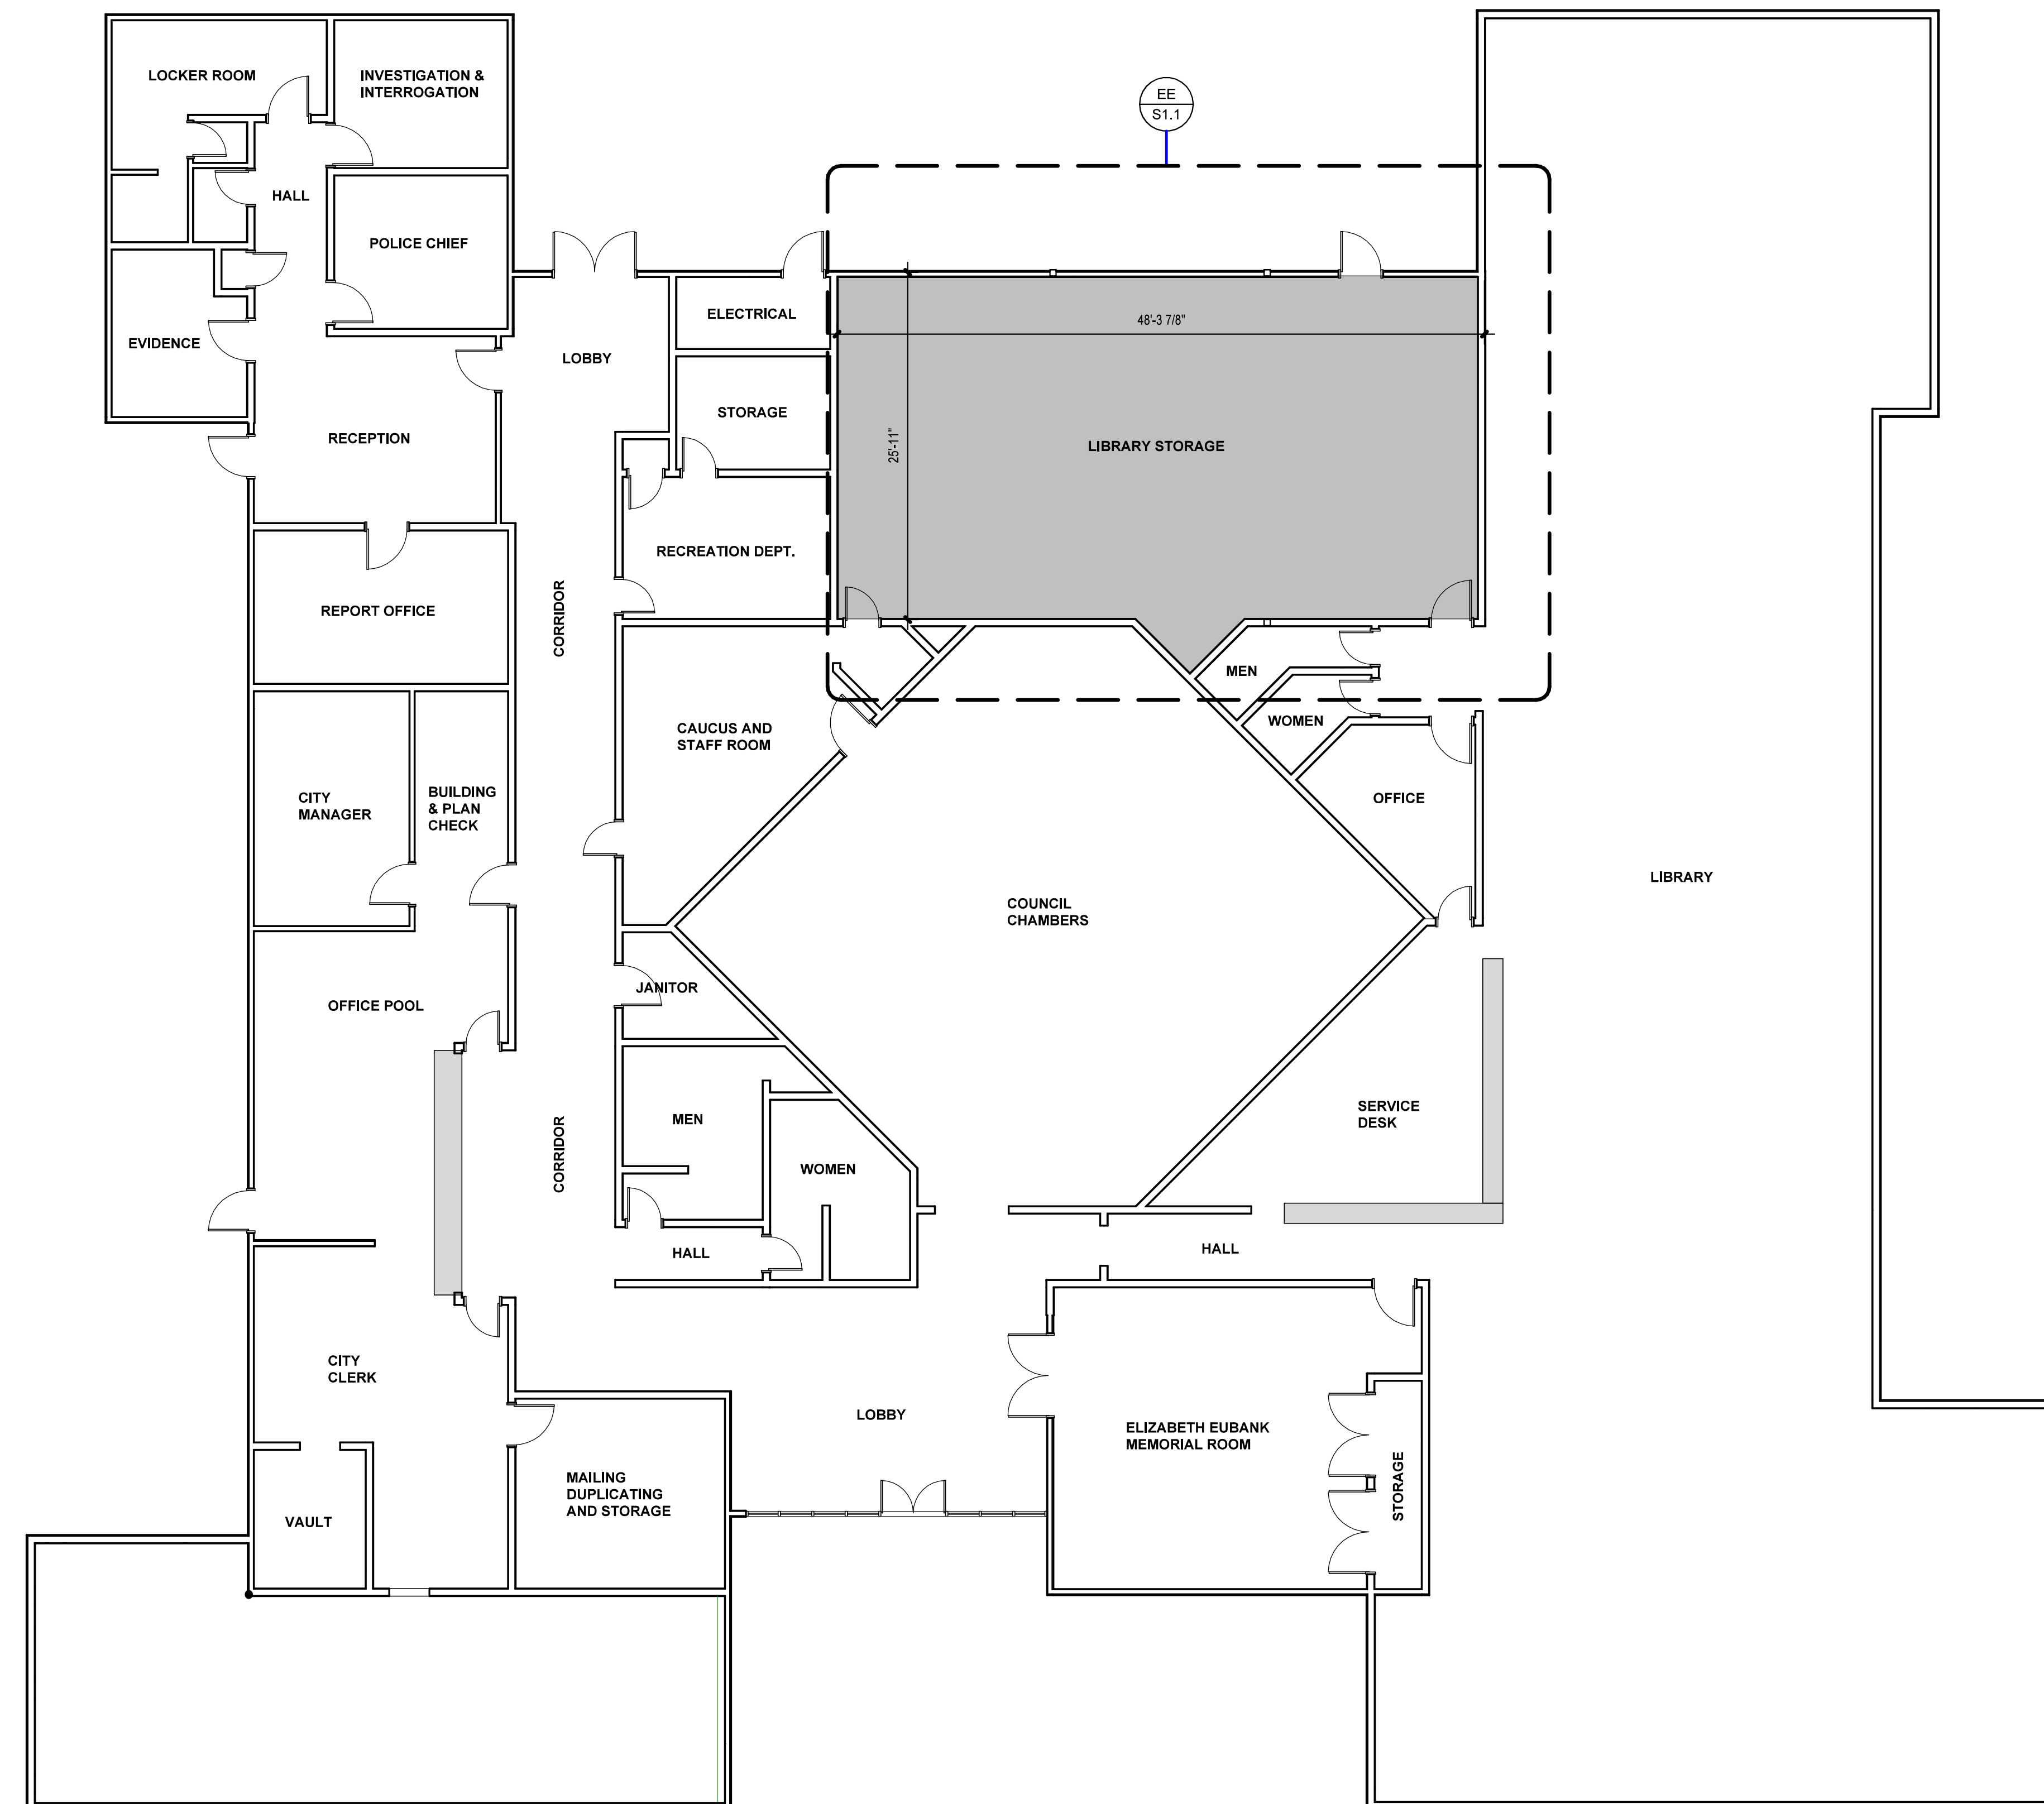 LOCKER ROOM
INVESTIGATION &
INTERROGATION
EE
S1.1
HALL
POLICE CHIEF
EVIDENCE
LOBBY
ELECTRICAL
48'-3 7/8"
STORAGE
RECEPTION
25'-11"
LIBRARY STORAGE
RECREATION DEPT.
REPORT OFFICE
CORRIDOR
MEN
WOMEN
CAUCUS AND
STAFF ROOM
CITY
MANAGER
BUILDING
& PLAN
CHECK
OFFICE
LIBRARY
COUNCIL
CHAMBERS
JANITOR
OFFICE POOL
MEN
SERVICE
DESK
CORRIDOR
WOMEN
HALL
HALL
CITY
CLERK
LOBBY
ELIZABETH EUBANK
MEMORIAL ROOM
STORAGE
MAILING
DUPLICATING
AND STORAGE
VAULT